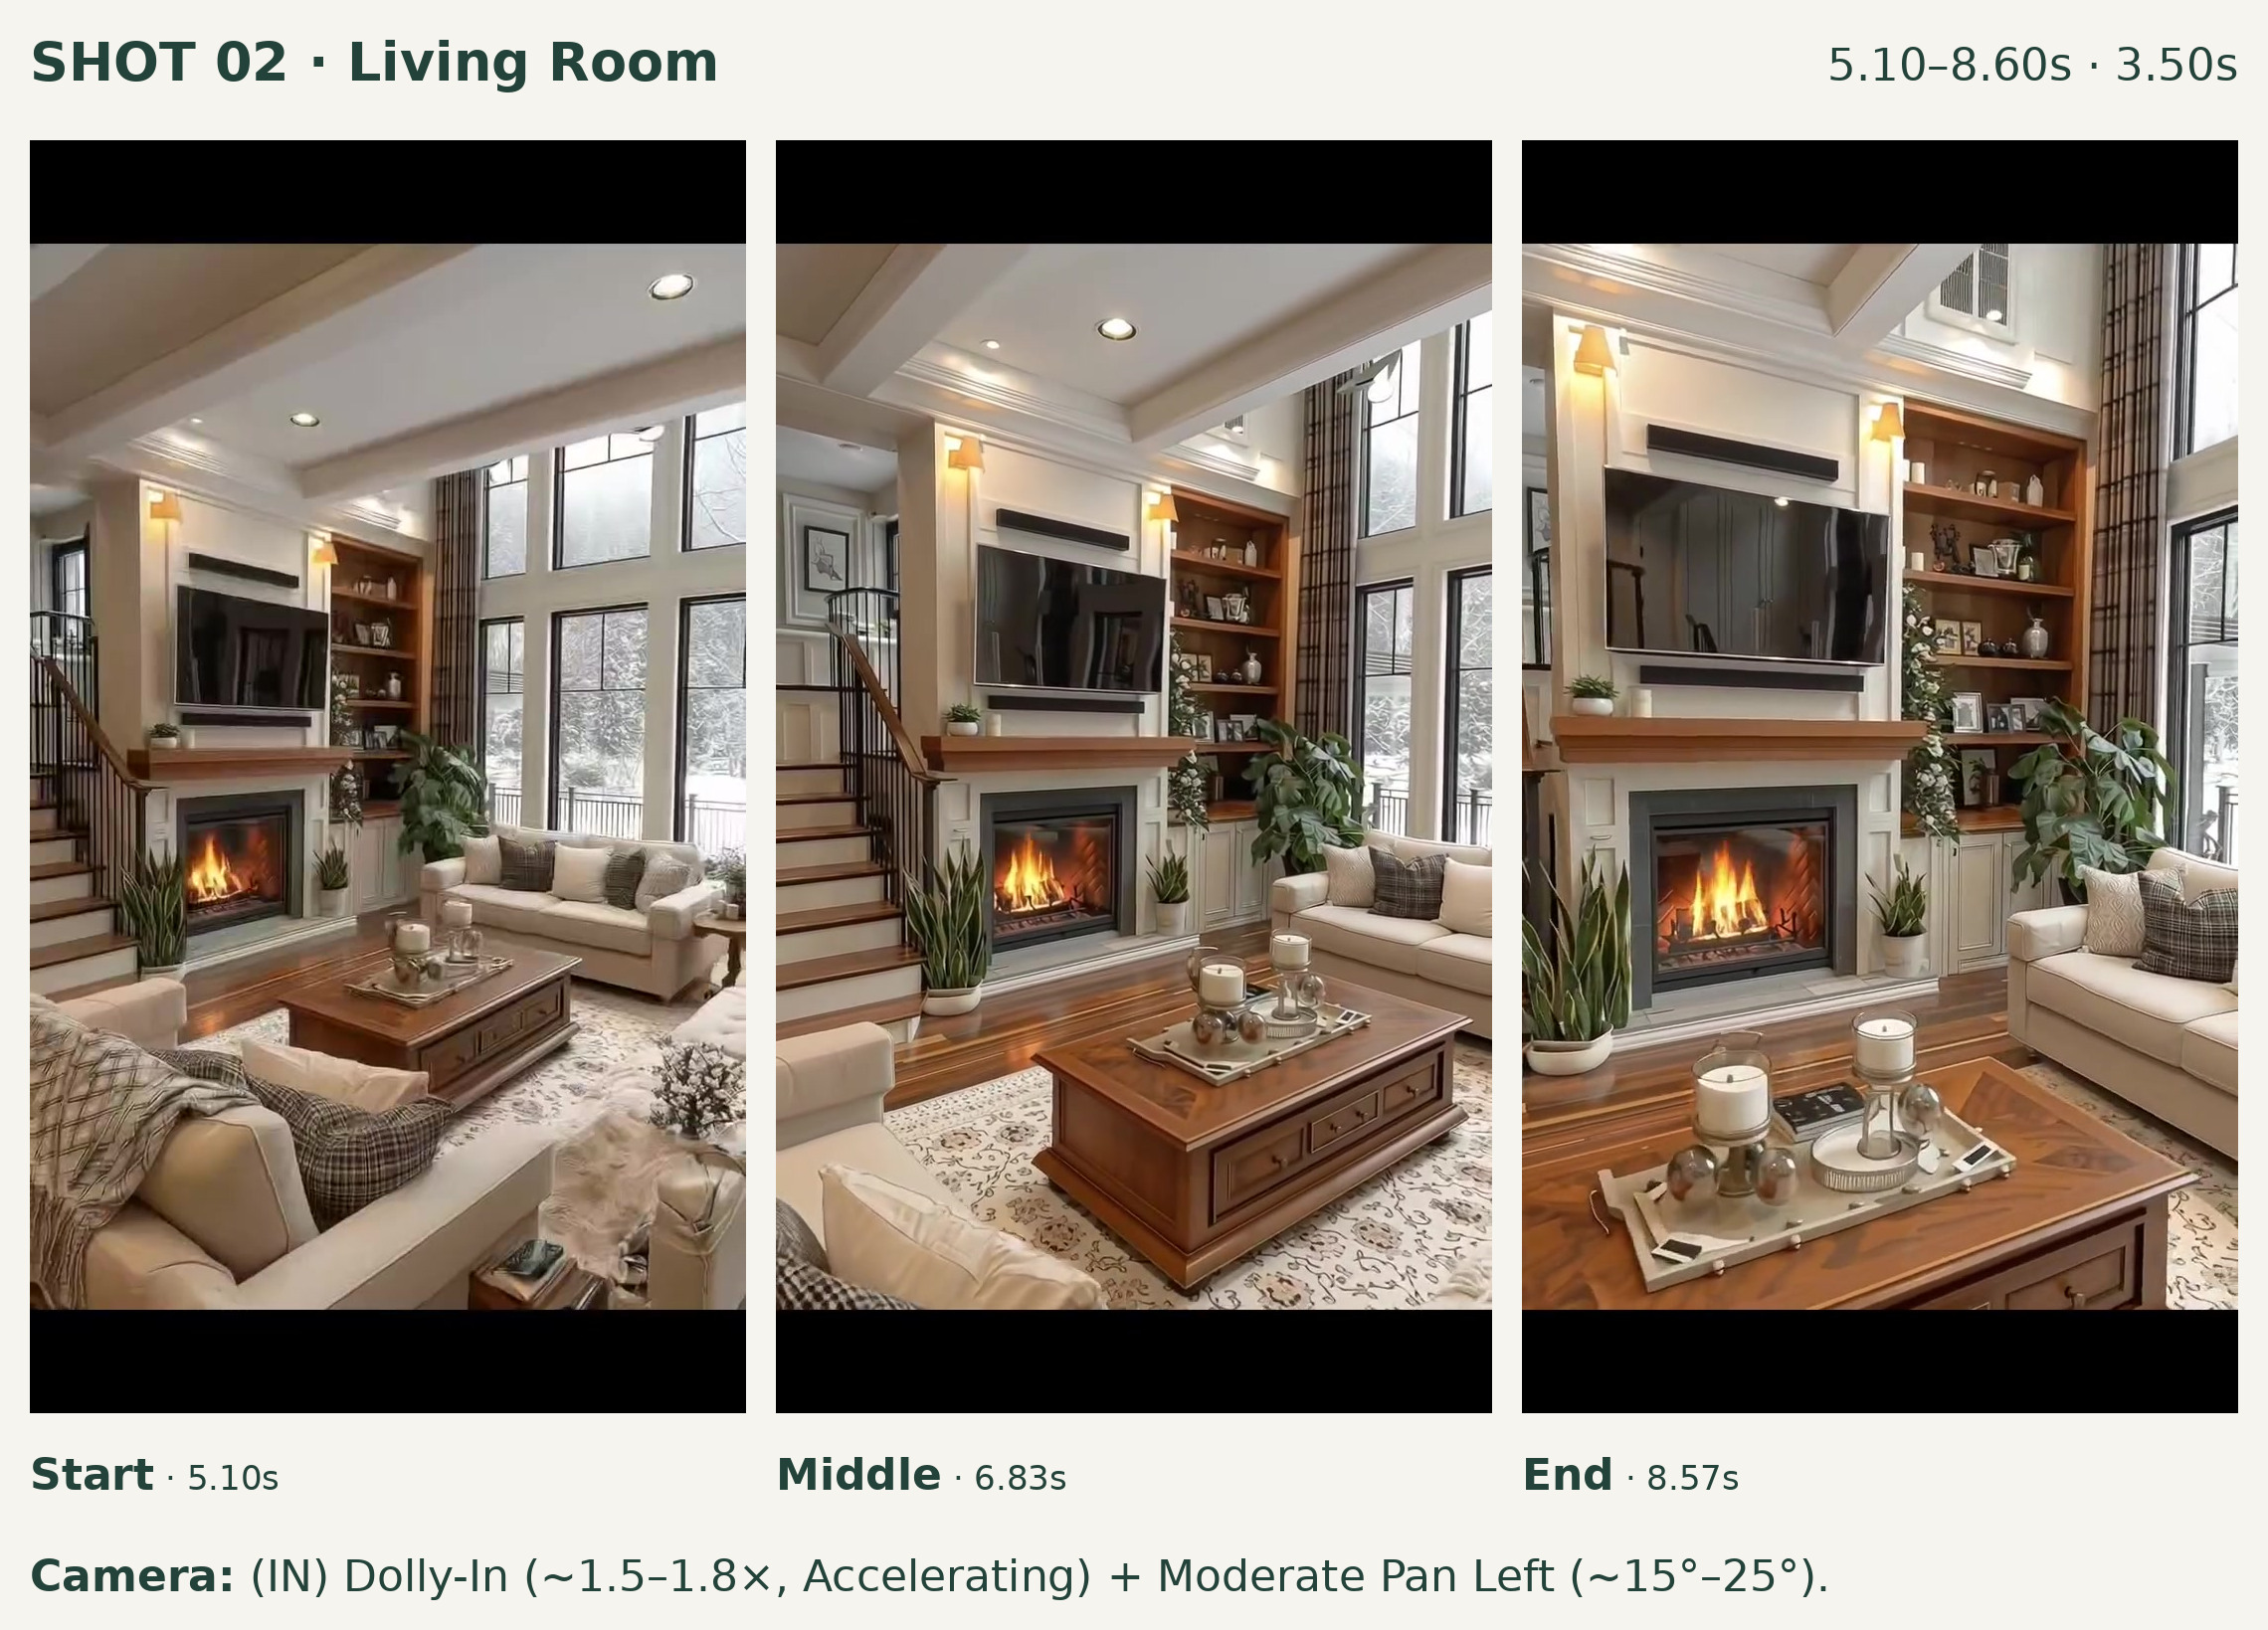 SHOT 02 · Living Room
5.10–8.60s · 3.50s
Start · 5.10s
Middle · 6.83s
End · 8.57s
Camera: (IN) Dolly-In (~1.5–1.8×, Accelerating) + Moderate Pan Left (~15°–25°).